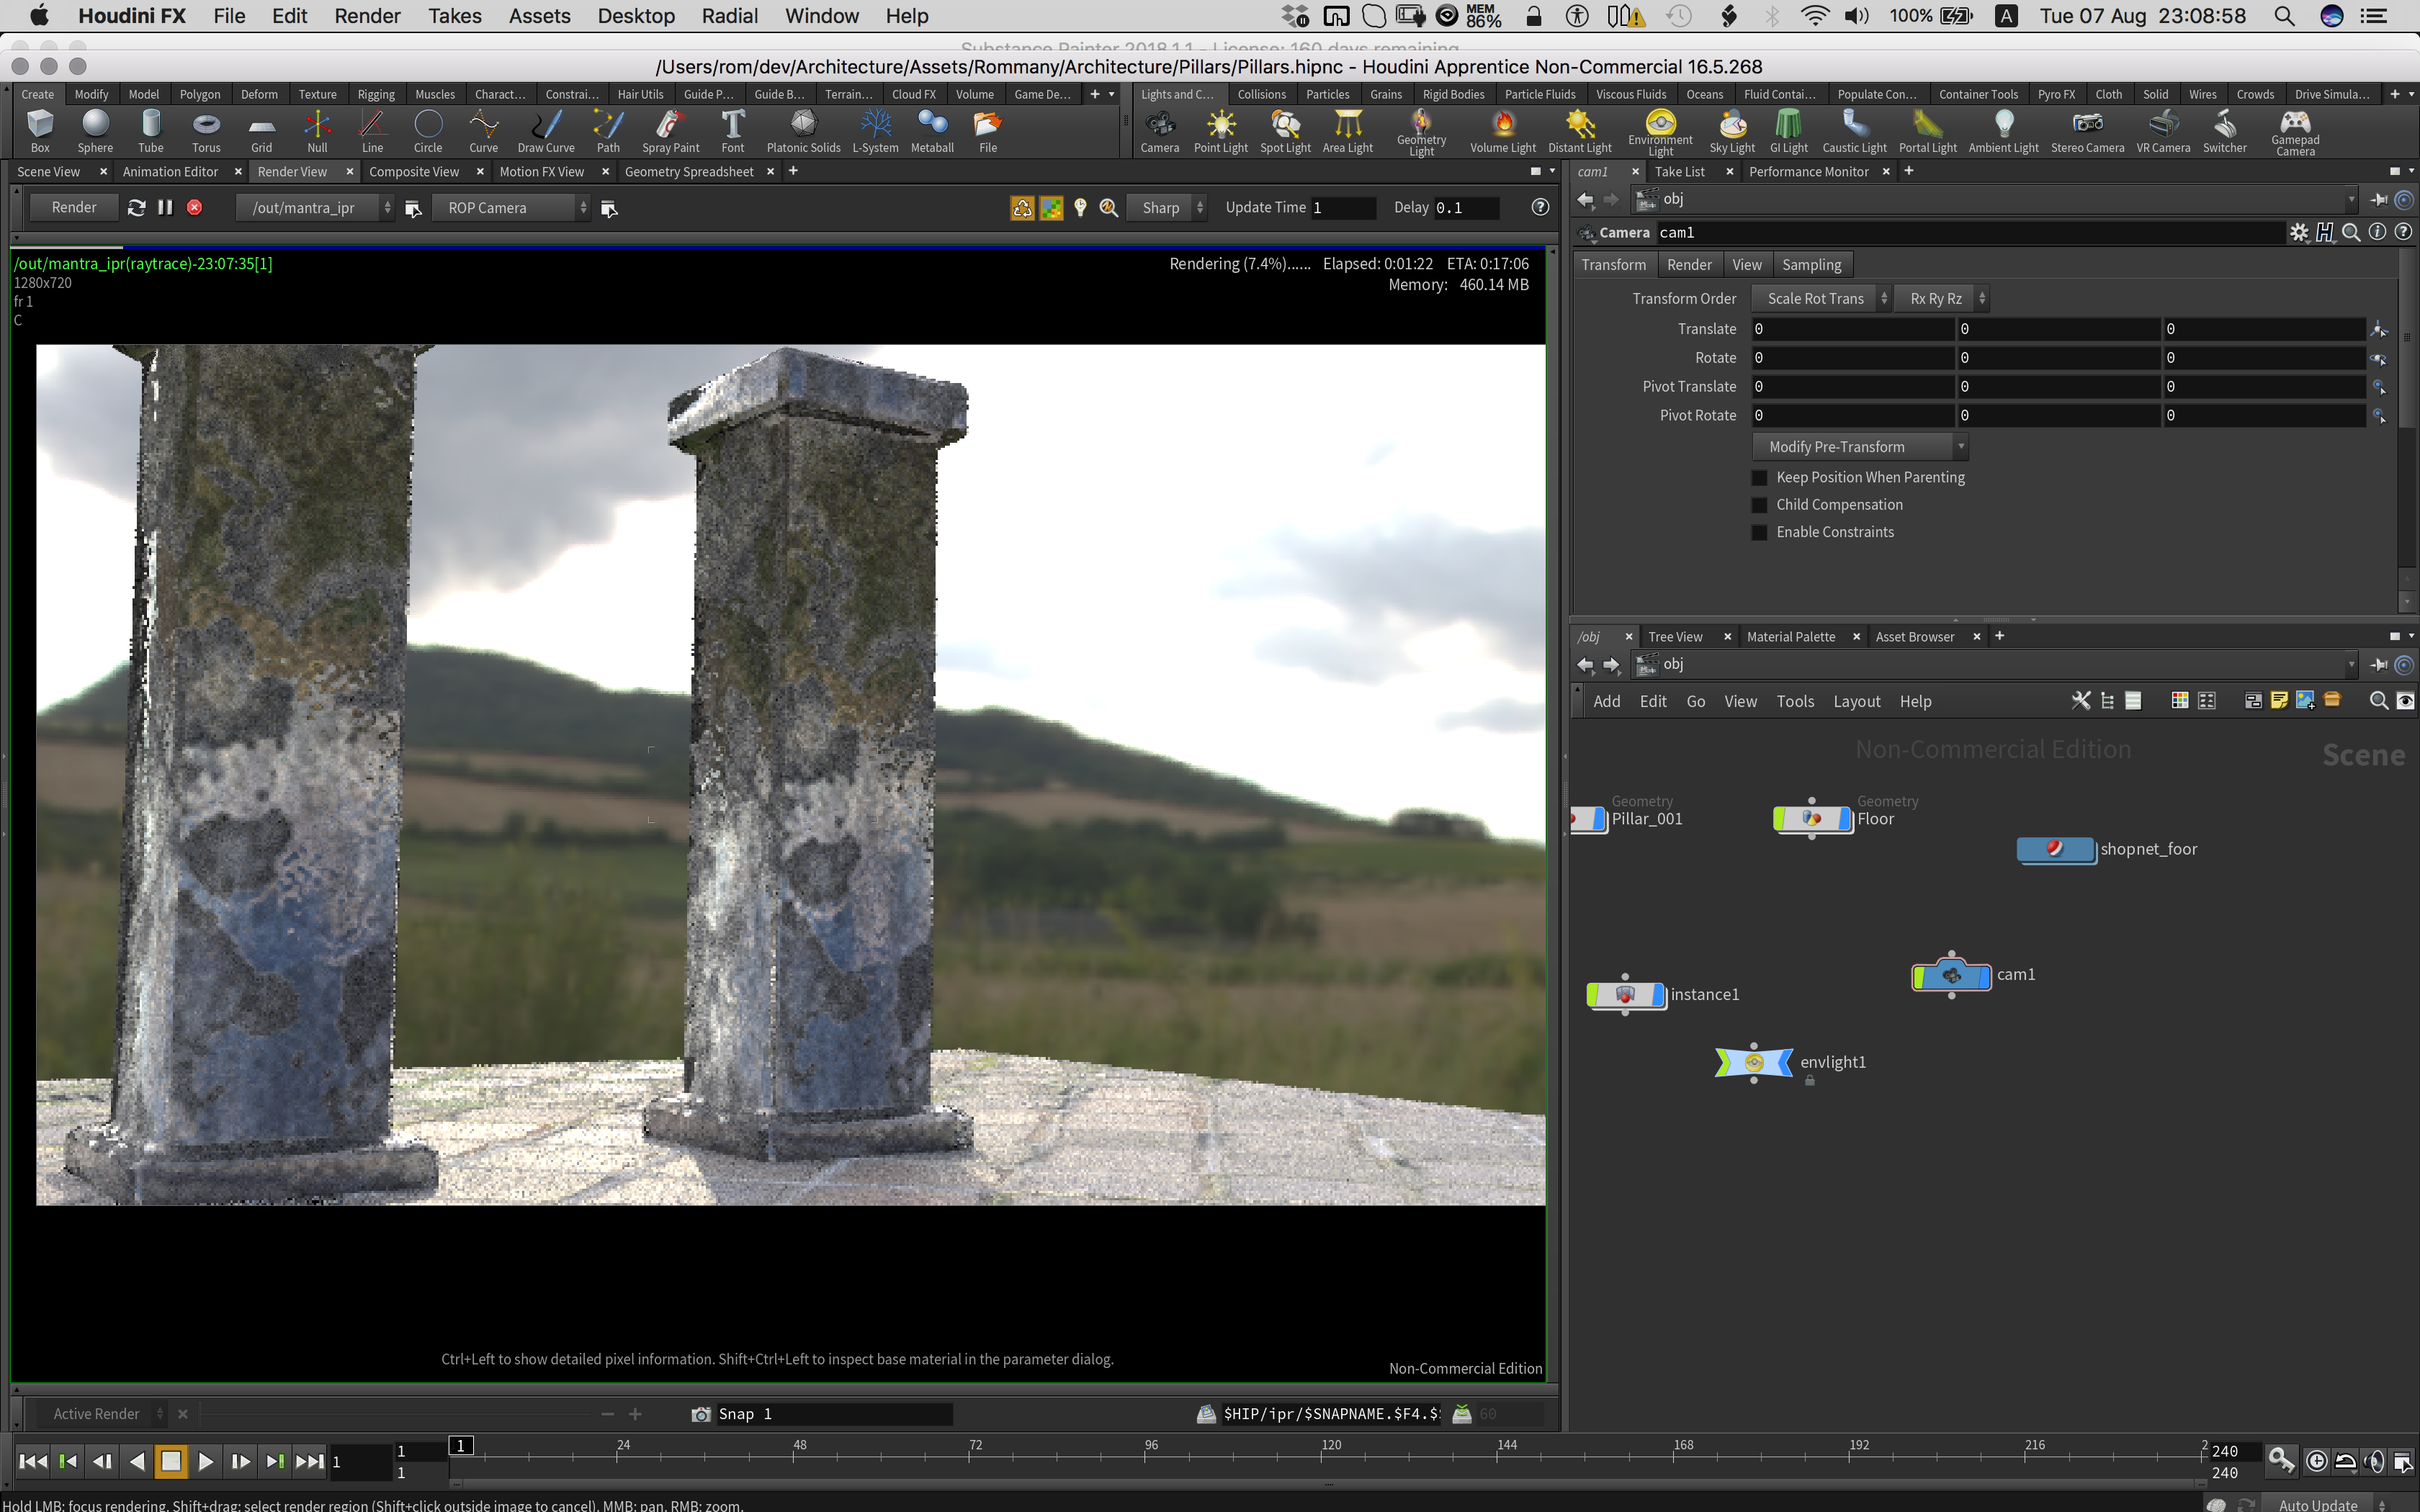 Houdini FX File Edit Render Takes Assets Desktop Radial Window Help MEM 86% 100% A Tue 07 Aug 23:08:58
Substance Painter 2018.1.1 - License: 160 days remaining
/Users/rom/dev/Architecture/Assets/Rommany/Architecture/Pillars/Pillars.hipnc - Houdini Apprentice Non-Commercial 16.5.268
Create Modify Model Polygon Deform Texture Rigging Muscles Charact... Constrai... Hair Utils Guide P... Guide B... Terrain... Cloud FX Volume Game De...
Box Sphere Tube Torus Grid Null Line Circle Curve Draw Curve Path Spray Paint Font Platonic Solids L-System Metaball File
Lights and C... Collisions Particles Grains Rigid Bodies Particle Fluids Viscous Fluids Oceans Fluid Contai... Populate Con... Container Tools Pyro FX Cloth Solid Wires Crowds Drive Simula...
Camera Point Light Spot Light Area Light Geometry Light Volume Light Distant Light Environment Light Sky Light GI Light Caustic Light Portal Light Ambient Light Stereo Camera VR Camera Switcher Gamepad Camera
Scene View Animation Editor Render View Composite View Motion FX View Geometry Spreadsheet
Render /out/mantra_ipr ROP Camera Sharp Update Time 1 Delay 0.1
/out/mantra_ipr(raytrace)-23:07:35[1]
1280x720
fr 1
C
Rendering (7.4%)...... Elapsed: 0:01:22 ETA: 0:17:06
Memory: 460.14 MB
Ctrl+Left to show detailed pixel information. Shift+Ctrl+Left to inspect base material in the parameter dialog.
Non-Commercial Edition
Active Render Snap 1 $HIP/ipr/$SNAPNAME.$F4.$ 60
cam1 Take List Performance Monitor
obj
Camera cam1
Transform Render View Sampling
Transform Order Scale Rot Trans Rx Ry Rz
Translate 0 0 0
Rotate 0 0 0
Pivot Translate 0 0 0
Pivot Rotate 0 0 0
Modify Pre-Transform
Keep Position When Parenting
Child Compensation
Enable Constraints
/obj Tree View Material Palette Asset Browser
obj
Add Edit Go View Tools Layout Help
Non-Commercial Edition
Scene
Geometry
Pillar_001
Geometry
Floor
shopnet_foor
cam1
instance1
envlight1
1 1 1 1 24 48 72 96 120 144 168 192 216 2 240
240
Hold LMB: focus rendering. Shift+drag: select render region (Shift+click outside image to cancel). MMB: pan. RMB: zoom.
Auto Update